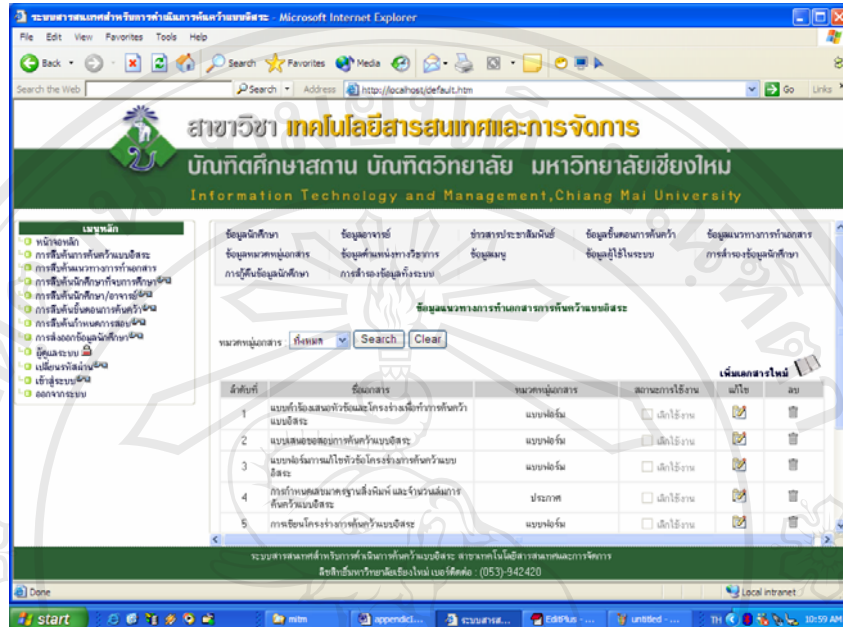 ระบบสารสนเทศสำหรับการดำเนินการค้นคว้าแบบอิสระ - Microsoft Internet Explorer
File Edit View Favorites Tools Help
Back Search Favorites Media
Search the Web Search Address http://localhost/default.htm Go Links
สาขาวิชา เทคโนโลยีสารสนเทศและการจัดการ
บัณฑิตศึกษาสถาน บัณฑิตวิทยาลัย มหาวิทยาลัยเชียงใหม่
Information Technology and Management,Chiang Mai University
เมนูหลัก
หน้าจอหลัก
การสืบค้นการค้นคว้าแบบอิสระ
การสืบค้นแนวทางการทำเอกสาร
การสืบค้นนักศึกษาที่จบการศึกษา
การสืบค้นนักศึกษา/อาจารย์
การสืบค้นขั้นตอนการค้นคว้า
การสืบค้นกำหนดการสอบ
การส่งออกข้อมูลนักศึกษา
ผู้ดูแลระบบ
เปลี่ยนรหัสผ่าน
เข้าสู่ระบบ
ออกจากระบบ
ข้อมูลนักศึกษา ข้อมูลอาจารย์ ข่าวสารประชาสัมพันธ์ ข้อมูลขั้นตอนการค้นคว้า ข้อมูลแนวทางการทำเอกสาร
ข้อมูลหมวดหมู่เอกสาร ข้อมูลตำแหน่งทางวิชาการ ข้อมูลเมนู ข้อมูลผู้ใช้ในระบบ การสำรองข้อมูลนักศึกษา
การกู้คืนข้อมูลนักศึกษา การสำรองข้อมูลทั้งระบบ
ข้อมูลแนวทางการทำเอกสารการค้นคว้าแบบอิสระ
หมวดหมู่เอกสาร : ทั้งหมด Search Clear
เพิ่มเอกสารใหม่
ลำดับที่ ชื่อเอกสาร หมวดหมู่เอกสาร สถานะการใช้งาน แก้ไข ลบ
1 แบบคำร้องเสนอหัวข้อและโครงร่างเพื่อทำการค้นคว้า
แบบอิสระ แบบฟอร์ม เลิกใช้งาน
2 แบบเสนอขอสอบการค้นคว้าแบบอิสระ แบบฟอร์ม เลิกใช้งาน
3 แบบฟอร์มการแก้ไขหัวข้อโครงร่างการค้นคว้าแบบ
อิสระ แบบฟอร์ม เลิกใช้งาน
4 การกำหนดเลขมาตรฐานสิ่งพิมพ์ และจำนวนเล่มการ
ค้นคว้าแบบอิสระ ประกาศ เลิกใช้งาน
5 การเขียนโครงร่างการค้นคว้าแบบอิสระ แบบฟอร์ม เลิกใช้งาน
ระบบสารสนเทศสำหรับการดำเนินการค้นคว้าแบบอิสระ สาขาเทคโนโลยีสารสนเทศและการจัดการ
ลิขสิทธิ์มหาวิทยาลัยเชียงใหม่ เบอร์ติดต่อ : (053)-942420
Done Local intranet
start mitm appendicl... ระบบสารส... EditPlus - ... untitled - ... TH 10:59 AM